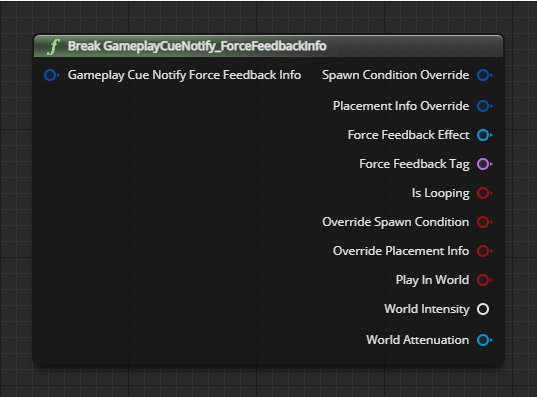 f Break GameplayCueNotify_ForceFeedbackInfo
Gameplay Cue Notify Force Feedback Info Spawn Condition Override
Placement Info Override
Force Feedback Effect
Force Feedback Tag
Is Looping
Override Spawn Condition
Override Placement Info
Play In World
World Intensity
World Attenuation